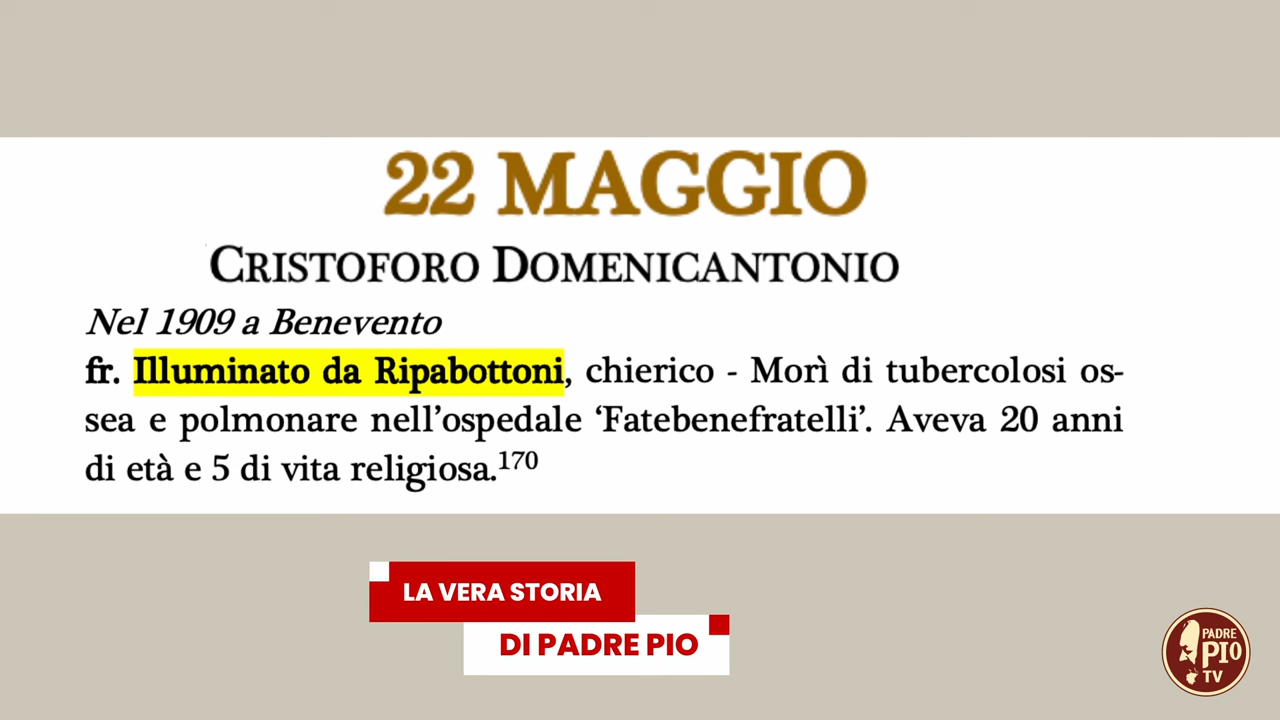 22 MAGGIO
CRISTOFORO DOMENICANTONIO
Nel 1909 a Benevento
fr. Illuminato da Ripabottoni, chierico - Morì di tubercolosi os-
sea e polmonare nell’ospedale ‘Fatebenefratelli’. Aveva 20 anni
di età e 5 di vita religiosa.170
LA VERA STORIA
DI PADRE PIO
PADRE
PIO
TV